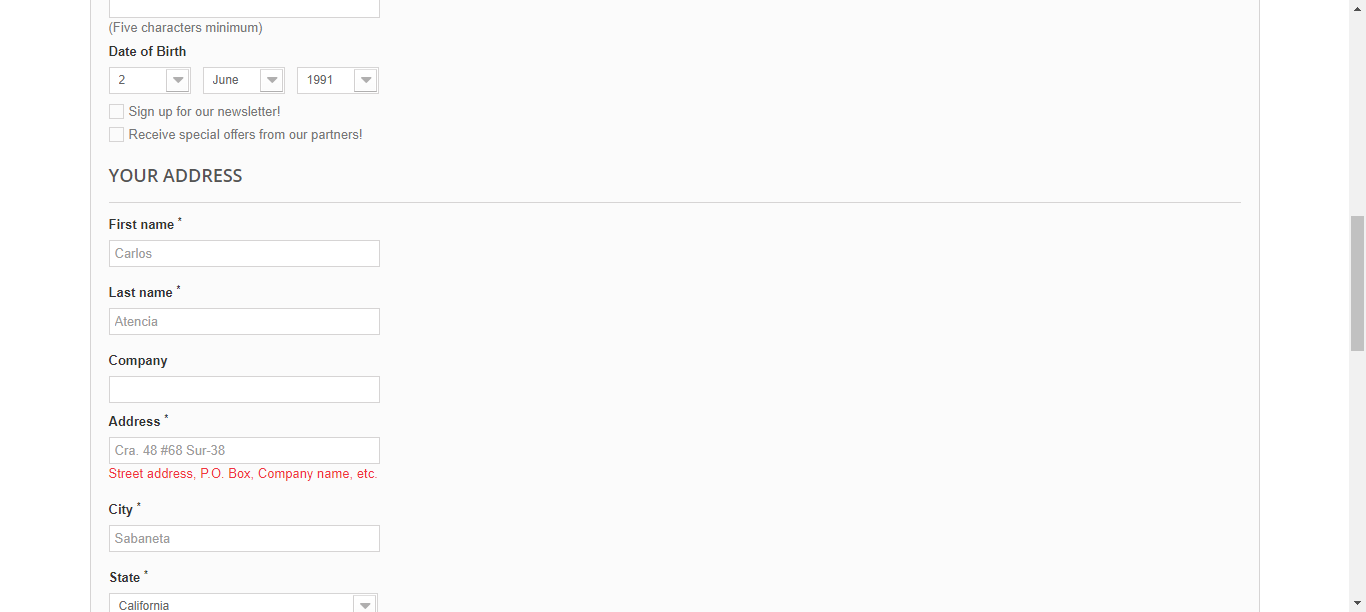 (Five characters minimum)
Date of Birth
2 June 1991
Sign up for our newsletter!
Receive special offers from our partners!
YOUR ADDRESS
First name *
Carlos
Last name *
Atencia
Company
Address *
Cra. 48 #68 Sur-38
Street address, P.O. Box, Company name, etc.
City *
Sabaneta
State *
California